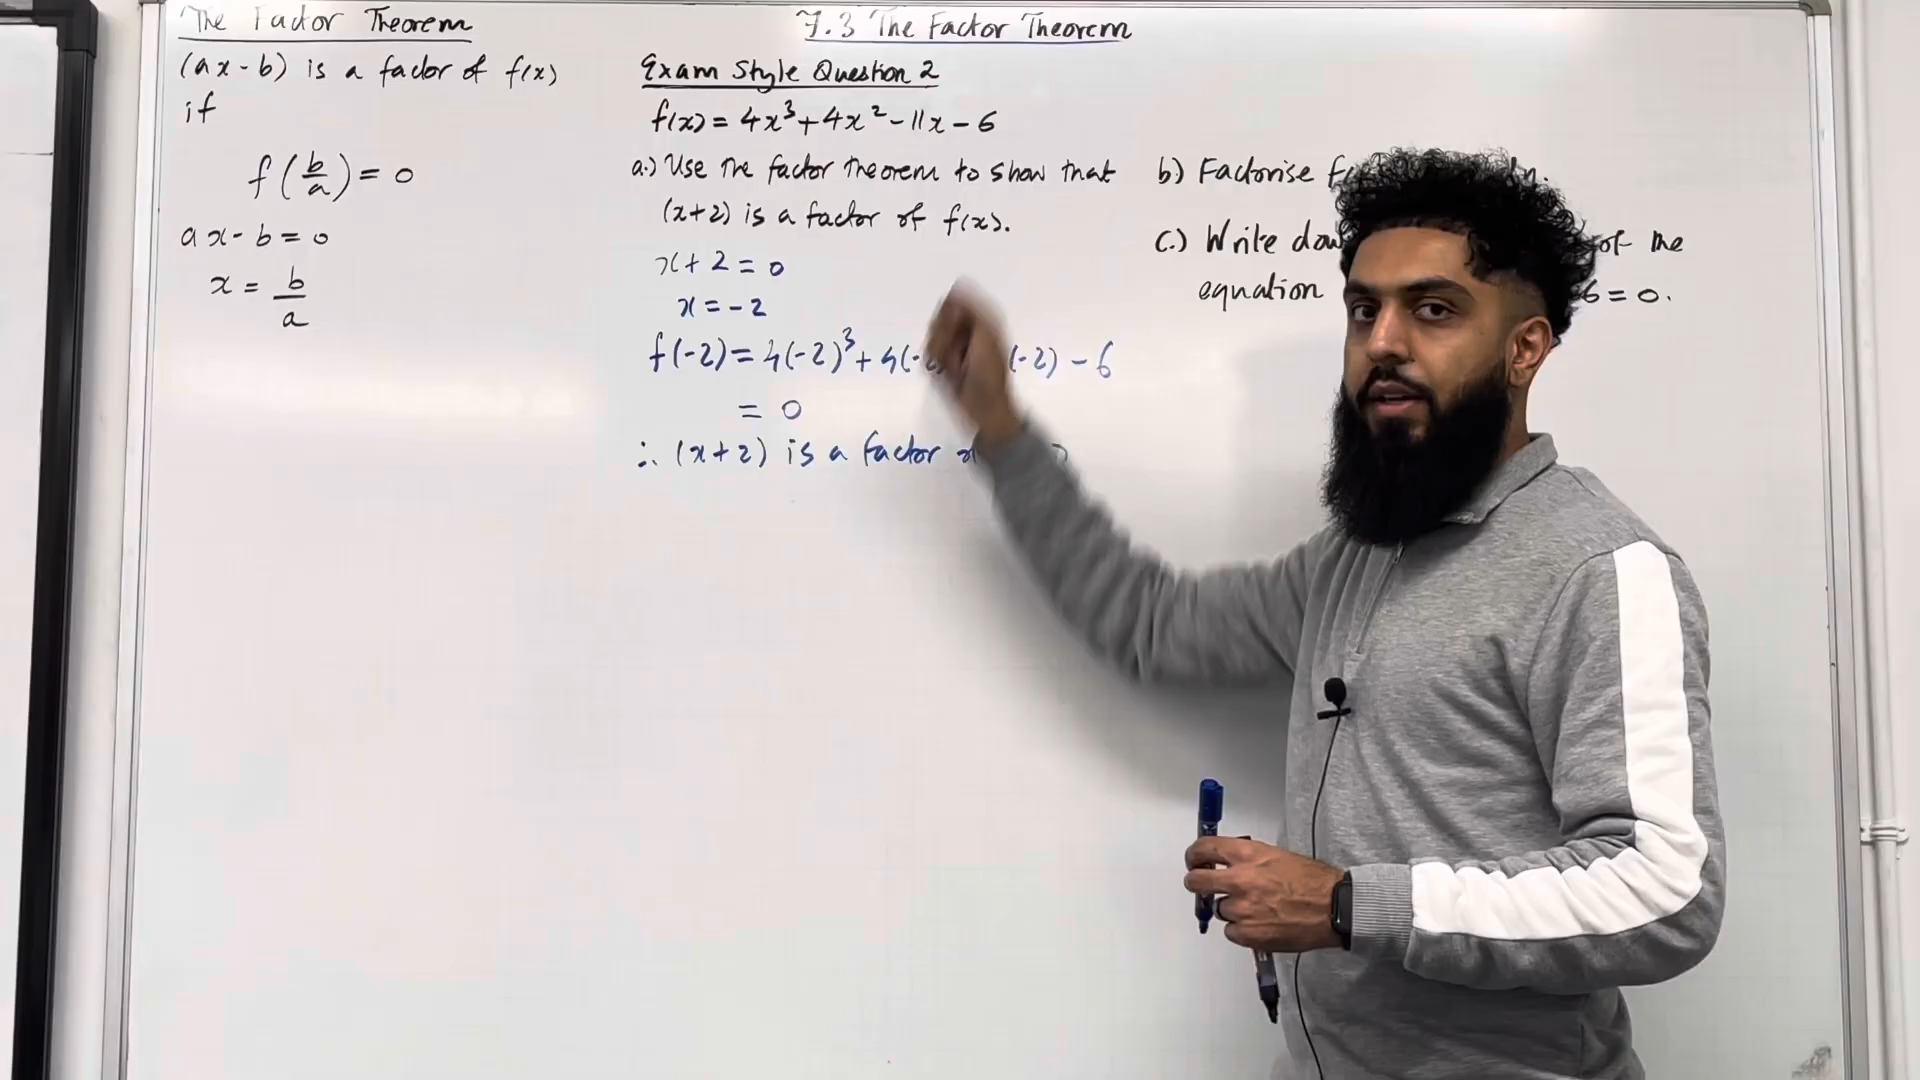 The Factor Theorem
(ax-b) is a factor of f(x)
if
f(b/a) = 0
ax-b=0
x = b/a
7.3 The Factor Theorem
Exam Style Question 2
f(x) = 4x³+4x²-11x-6
a.) Use the factor theorem to show that
(x+2) is a factor of f(x).
x+2=0
x=-2
f(-2)=4(-2)³+4(-2 (-2)-6
= 0
∴ (x+2) is a factor
b.) Factorise
c.) Write down of the
equation 6=0.